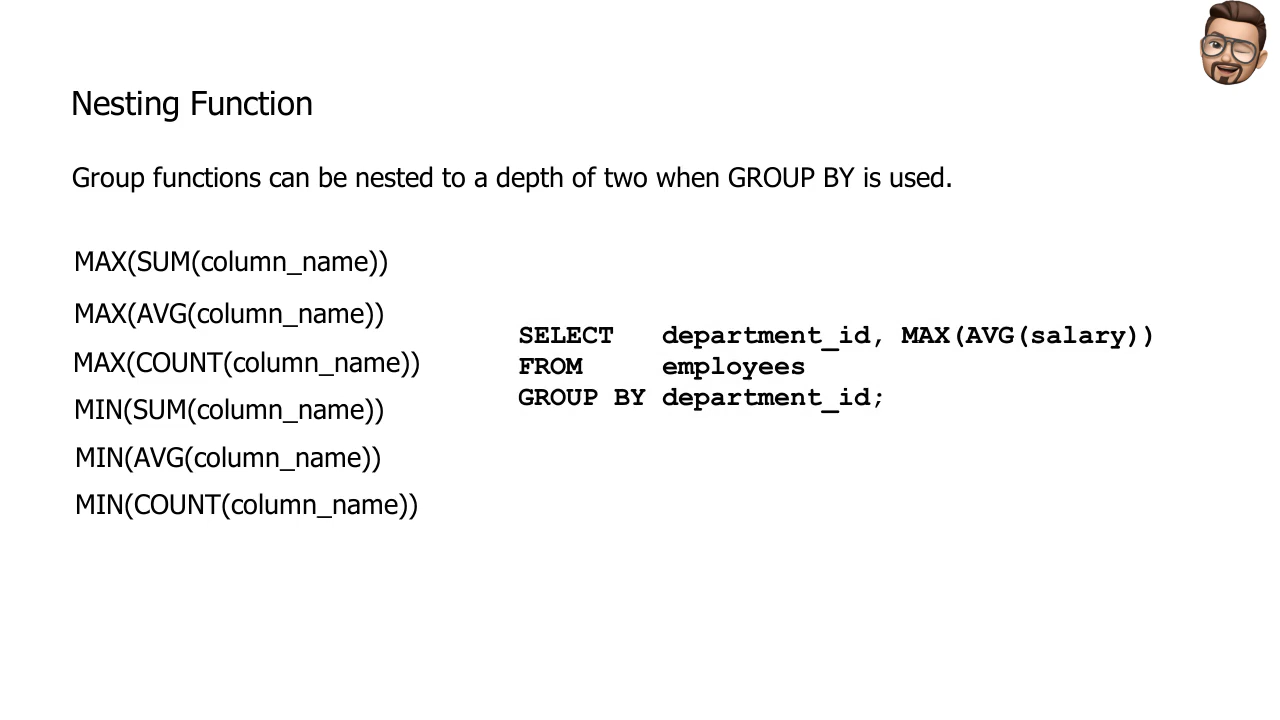 Nesting Function
Group functions can be nested to a depth of two when GROUP BY is used.
MAX(SUM(column_name))
MAX(AVG(column_name))
MAX(COUNT(column_name))
MIN(SUM(column_name))
MIN(AVG(column_name))
MIN(COUNT(column_name))
SELECT   department_id, MAX(AVG(salary))
FROM     employees
GROUP BY department_id;